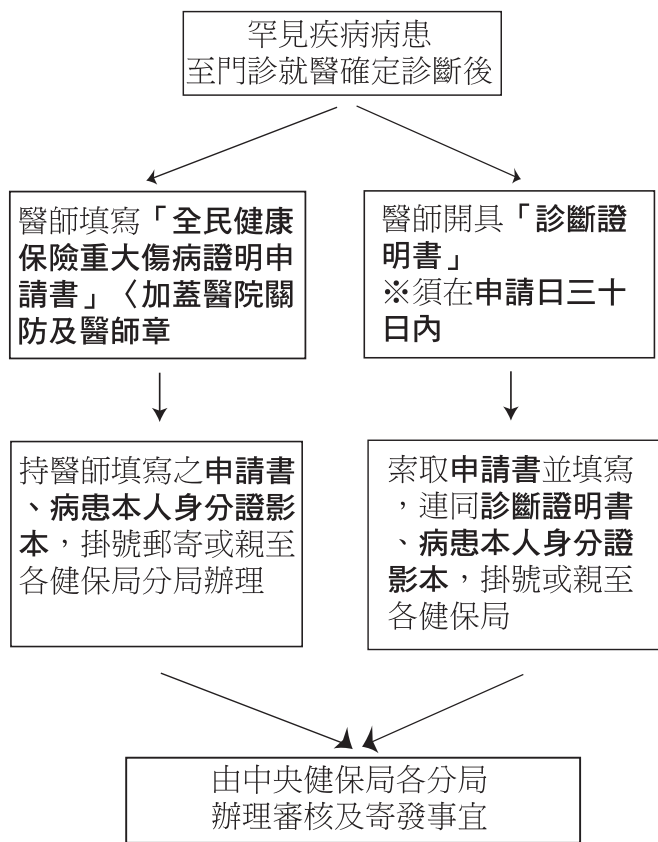 罕見疾病病患
至門診就醫確定診斷後
醫師填寫「全民健康
保險重大傷病證明申
請書」〈加蓋醫院關
防及醫師章
醫師開具「診斷證
明書」
※須在申請日三十
日內
持醫師填寫之申請書
、病患本人身分證影
本，掛號郵寄或親至
各健保局分局辦理
索取申請書並填寫
，連同診斷證明書
、病患本人身分證
影本，掛號或親至
各健保局
由中央健保局各分局
辦理審核及寄發事宜